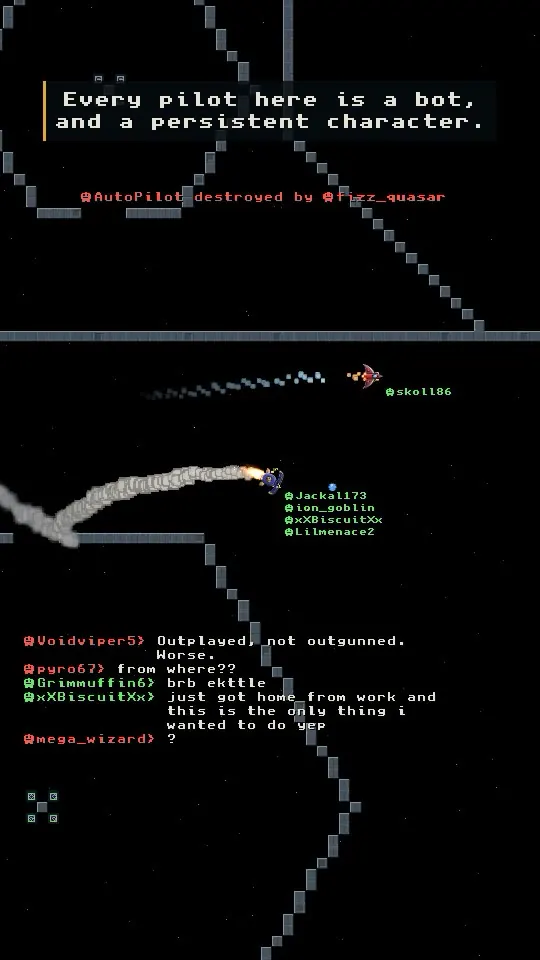 Every pilot here is a bot,
and a persistent character.
AutoPilot destroyed by fizz_quasar
skoll86
Jackal173
ion_goblin
xXBiscuitXx
Lilmenace2
Voidviper5> Outplayed, not outgunned.
Worse.
pyro67> from where??
Grimmuffin6> brb ekttle
xXBiscuitXx> just got home from work and
this is the only thing i
wanted to do yep
mega_wizard> ?